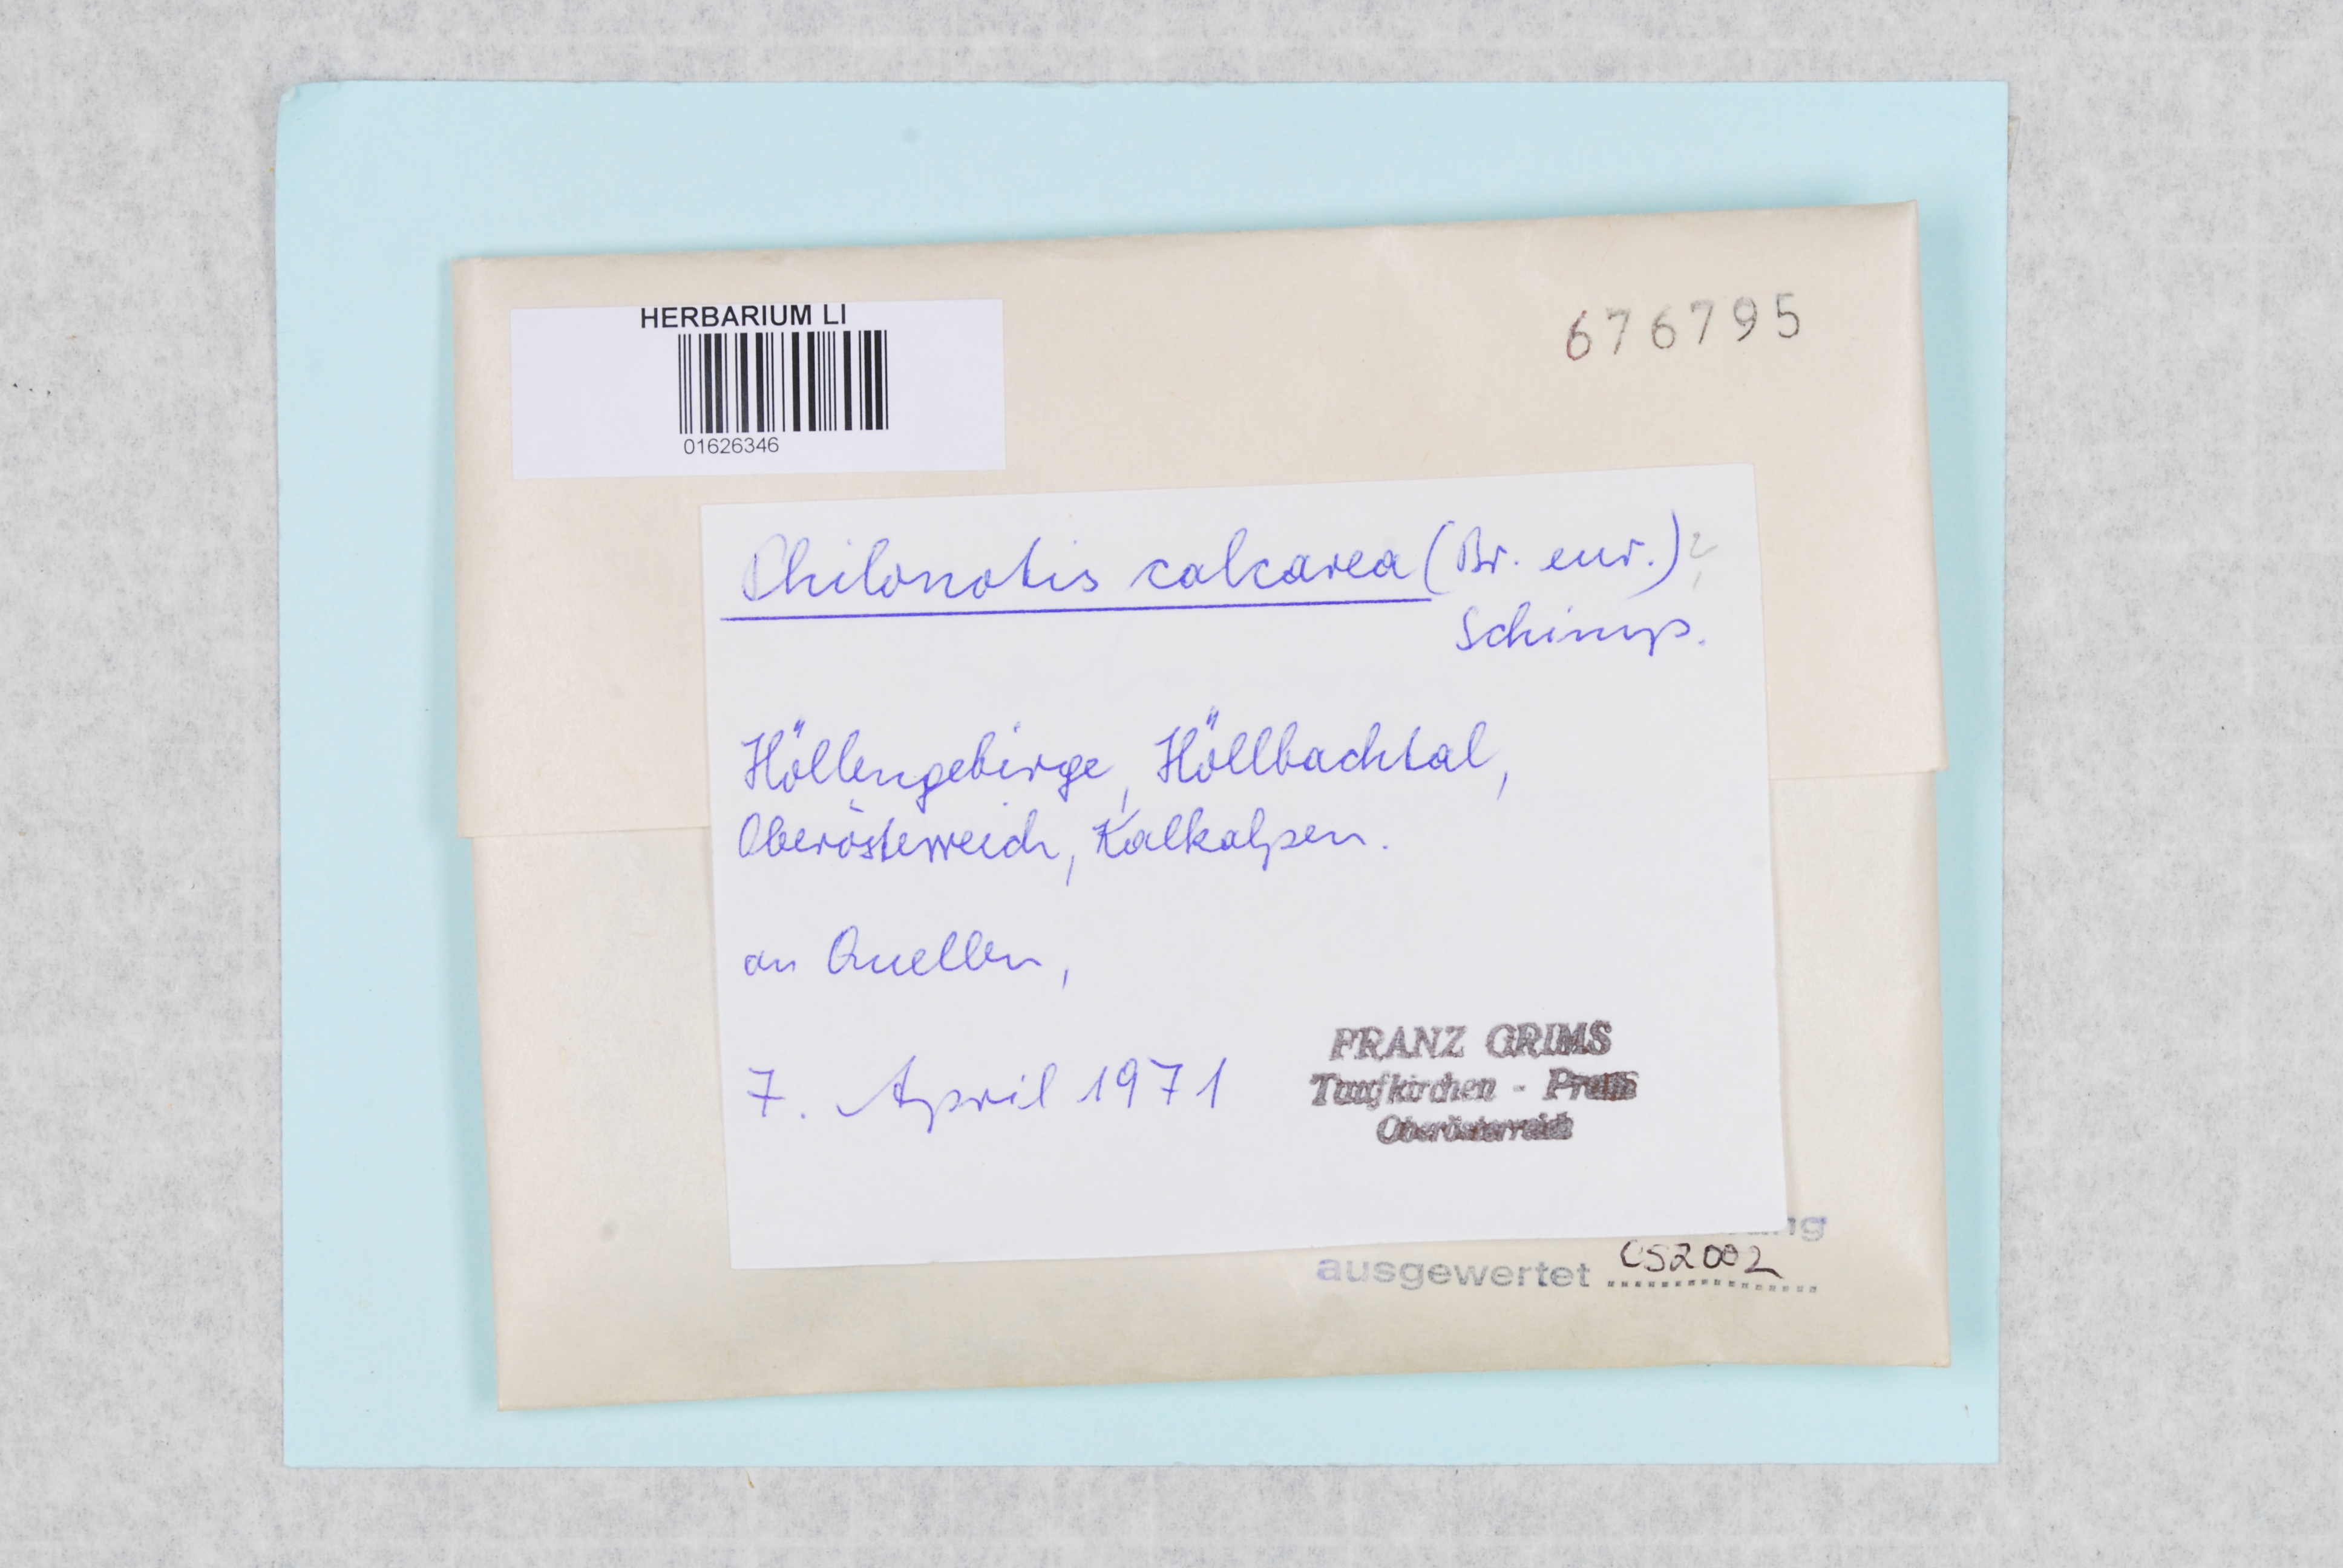 HERBARIUM LI
01626346
676795
Philonotis calcarea (Br. eur.) ?
Schimp.
Höllengebirge, Höllbachtal,
Oberösterreich, Kalkalpen.
an Quellen,
7. April 1971
FRANZ GRIMS
Taufkirchen - Pram
Oberösterreich
ausgewertet CS2002